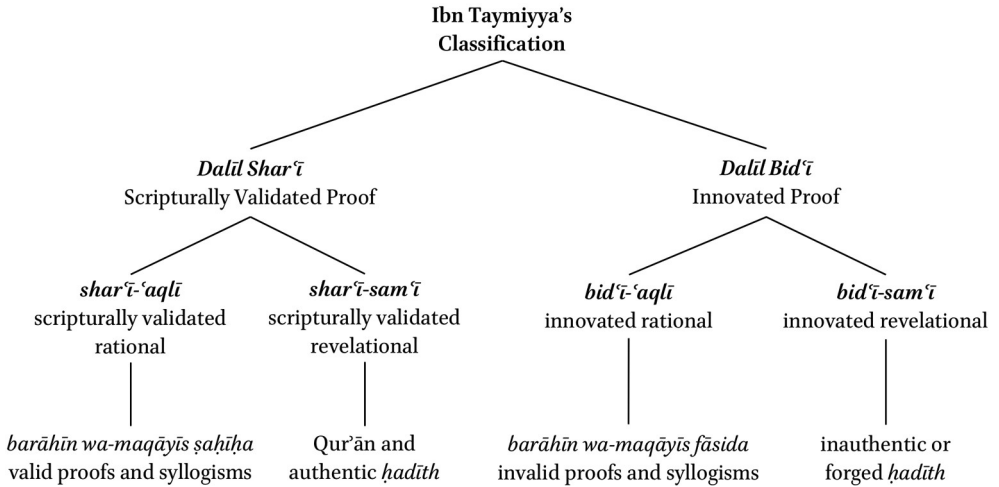 Ibn Taymiyya’s
Classification
Dalīl Sharʿī
Scripturally Validated Proof
Dalīl Bidʿī
Innovated Proof
sharʿī-ʿaqlī
scripturally validated
rational
sharʿī-samʿī
scripturally validated
revelational
bidʿī-ʿaqlī
innovated rational
bidʿī-samʿī
innovated revelational
barāhīn wa-maqāyīs ṣaḥīḥa
valid proofs and syllogisms
Qurʾān and
authentic ḥadīth
barāhīn wa-maqāyīs fāsida
invalid proofs and syllogisms
inauthentic or
forged ḥadīth